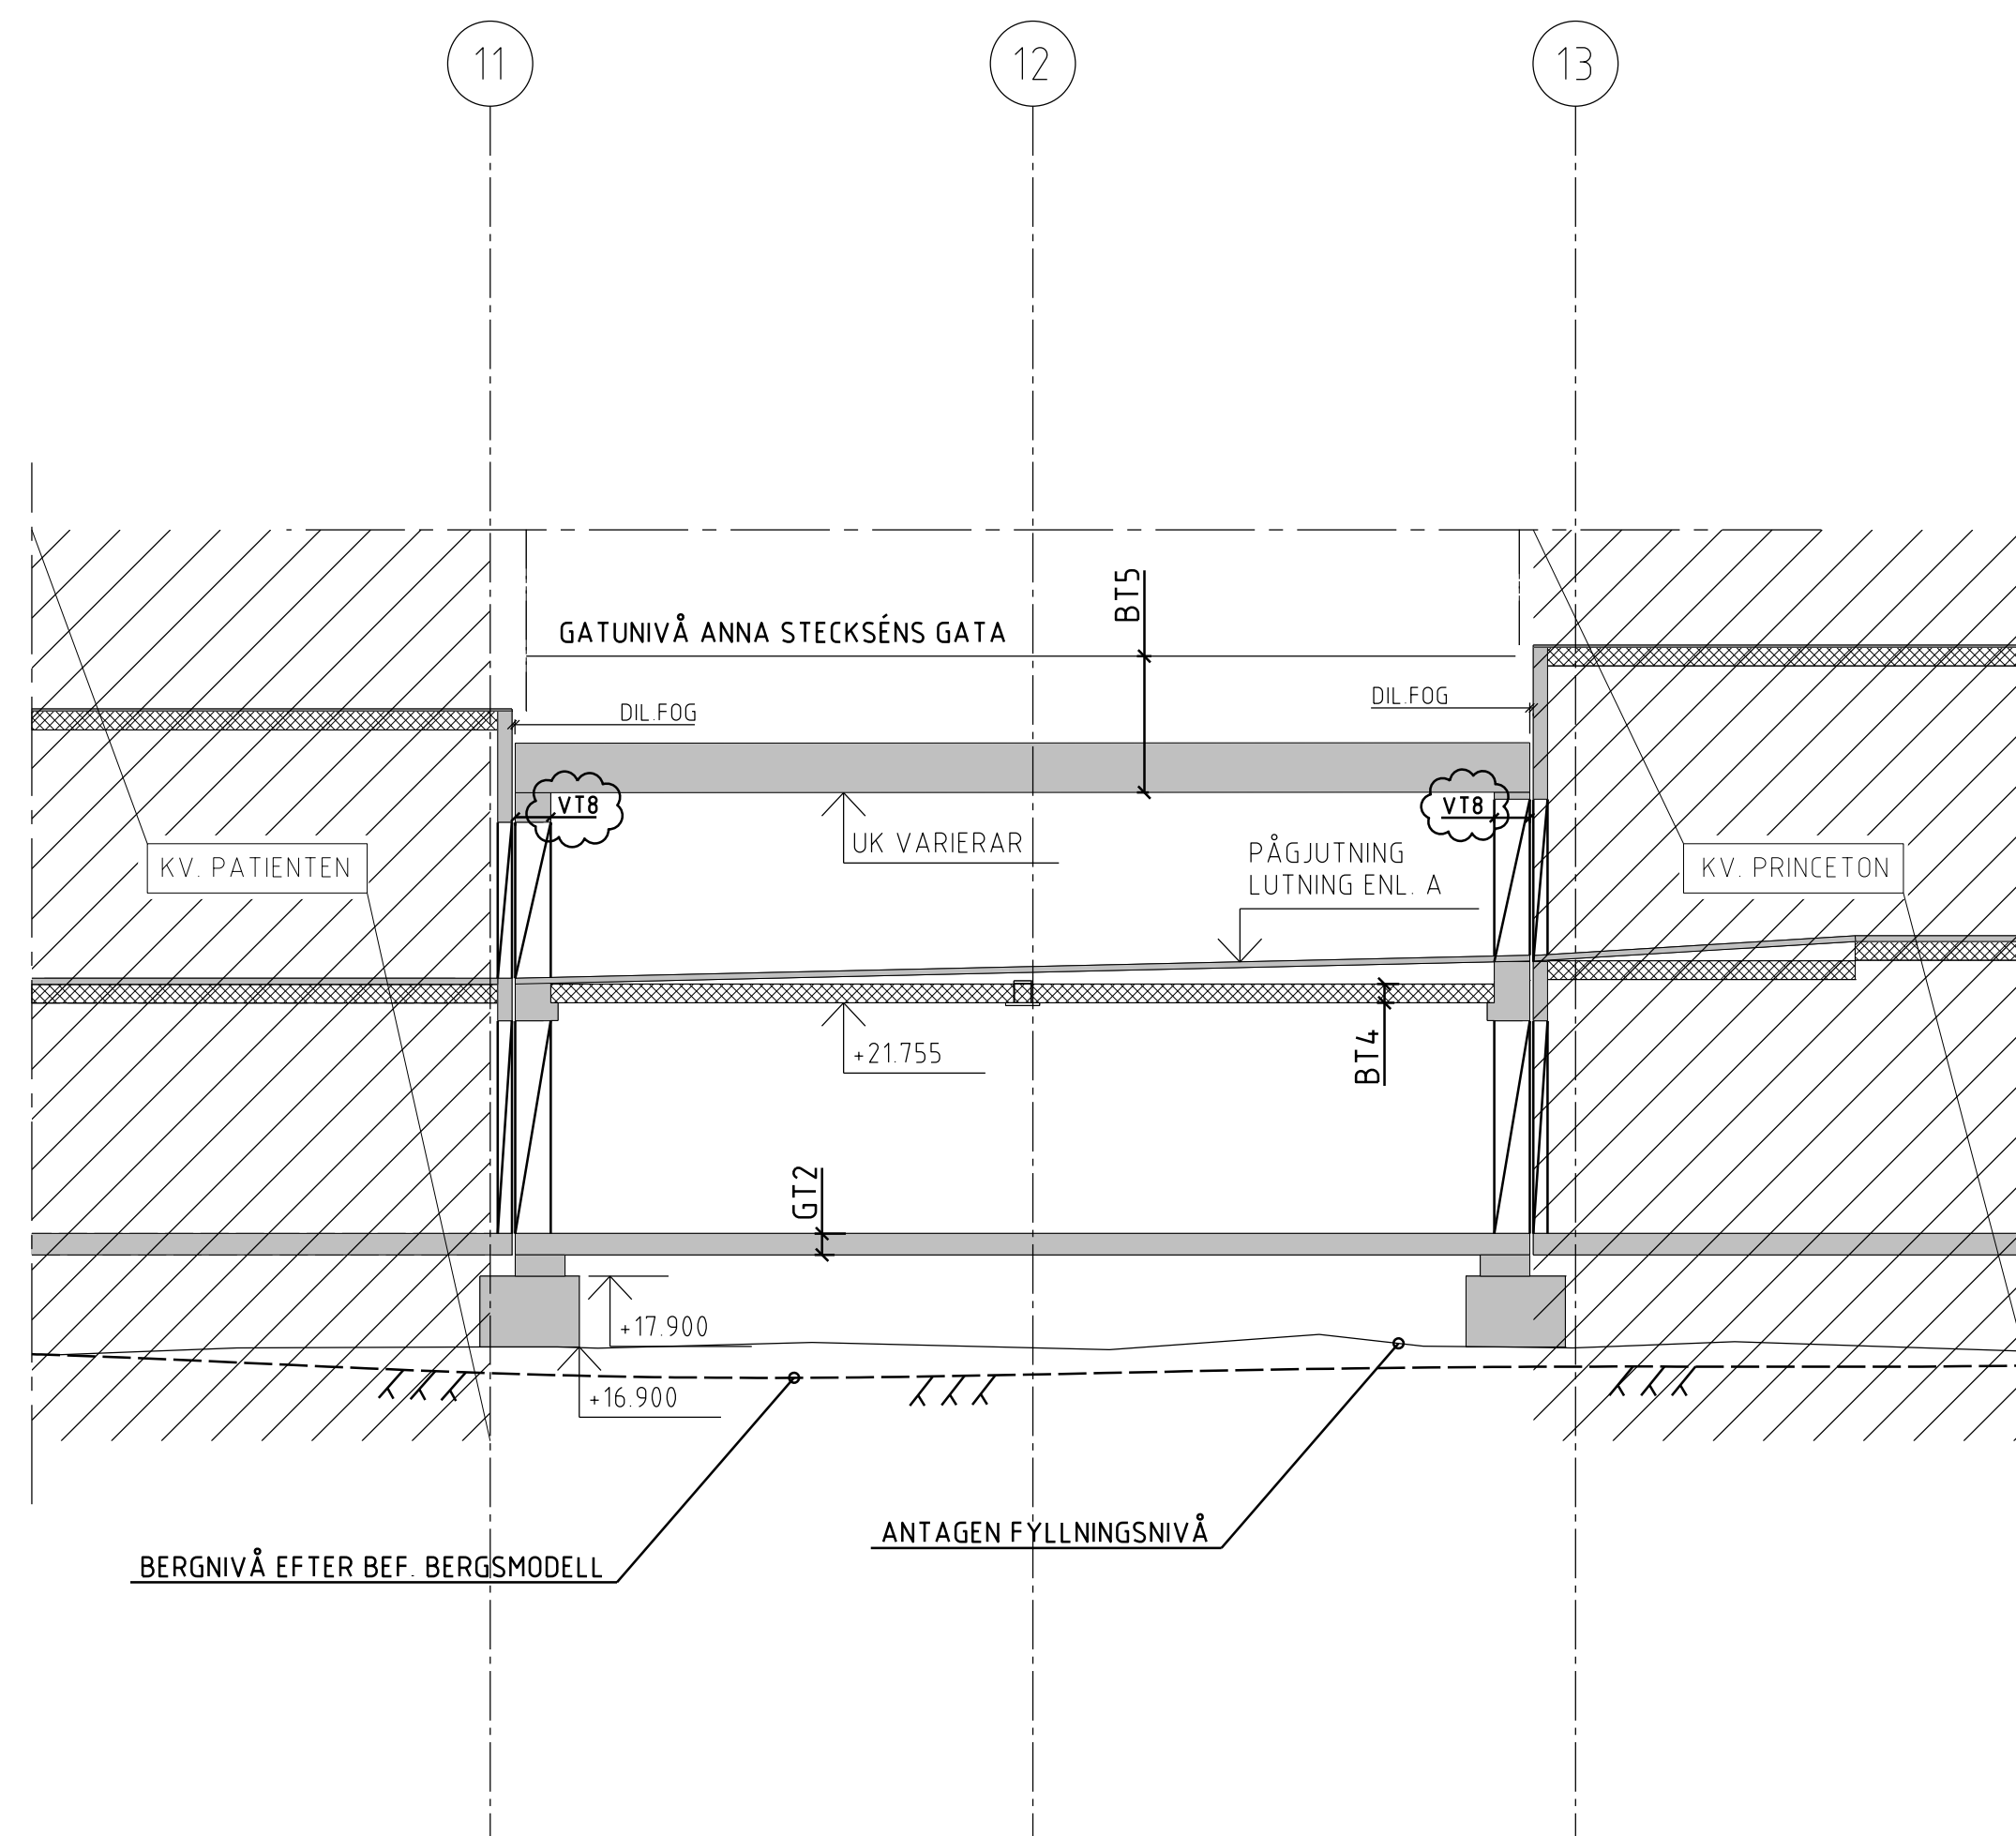 11
12
13
BT5
GATUNIVÅ ANNA STECKSÉNS GATA
DIL.FOG
DIL.FOG
VT8
VT8
UK VARIERAR
PÅGJUTNING
LUTNING ENL. A
KV. PATIENTEN
KV. PRINCETON
+21.755
BT4
GT2
+17.900
+16.900
ANTAGEN FYLLNINGSNIVÅ
BERGNIVÅ EFTER BEF. BERGSMODELL